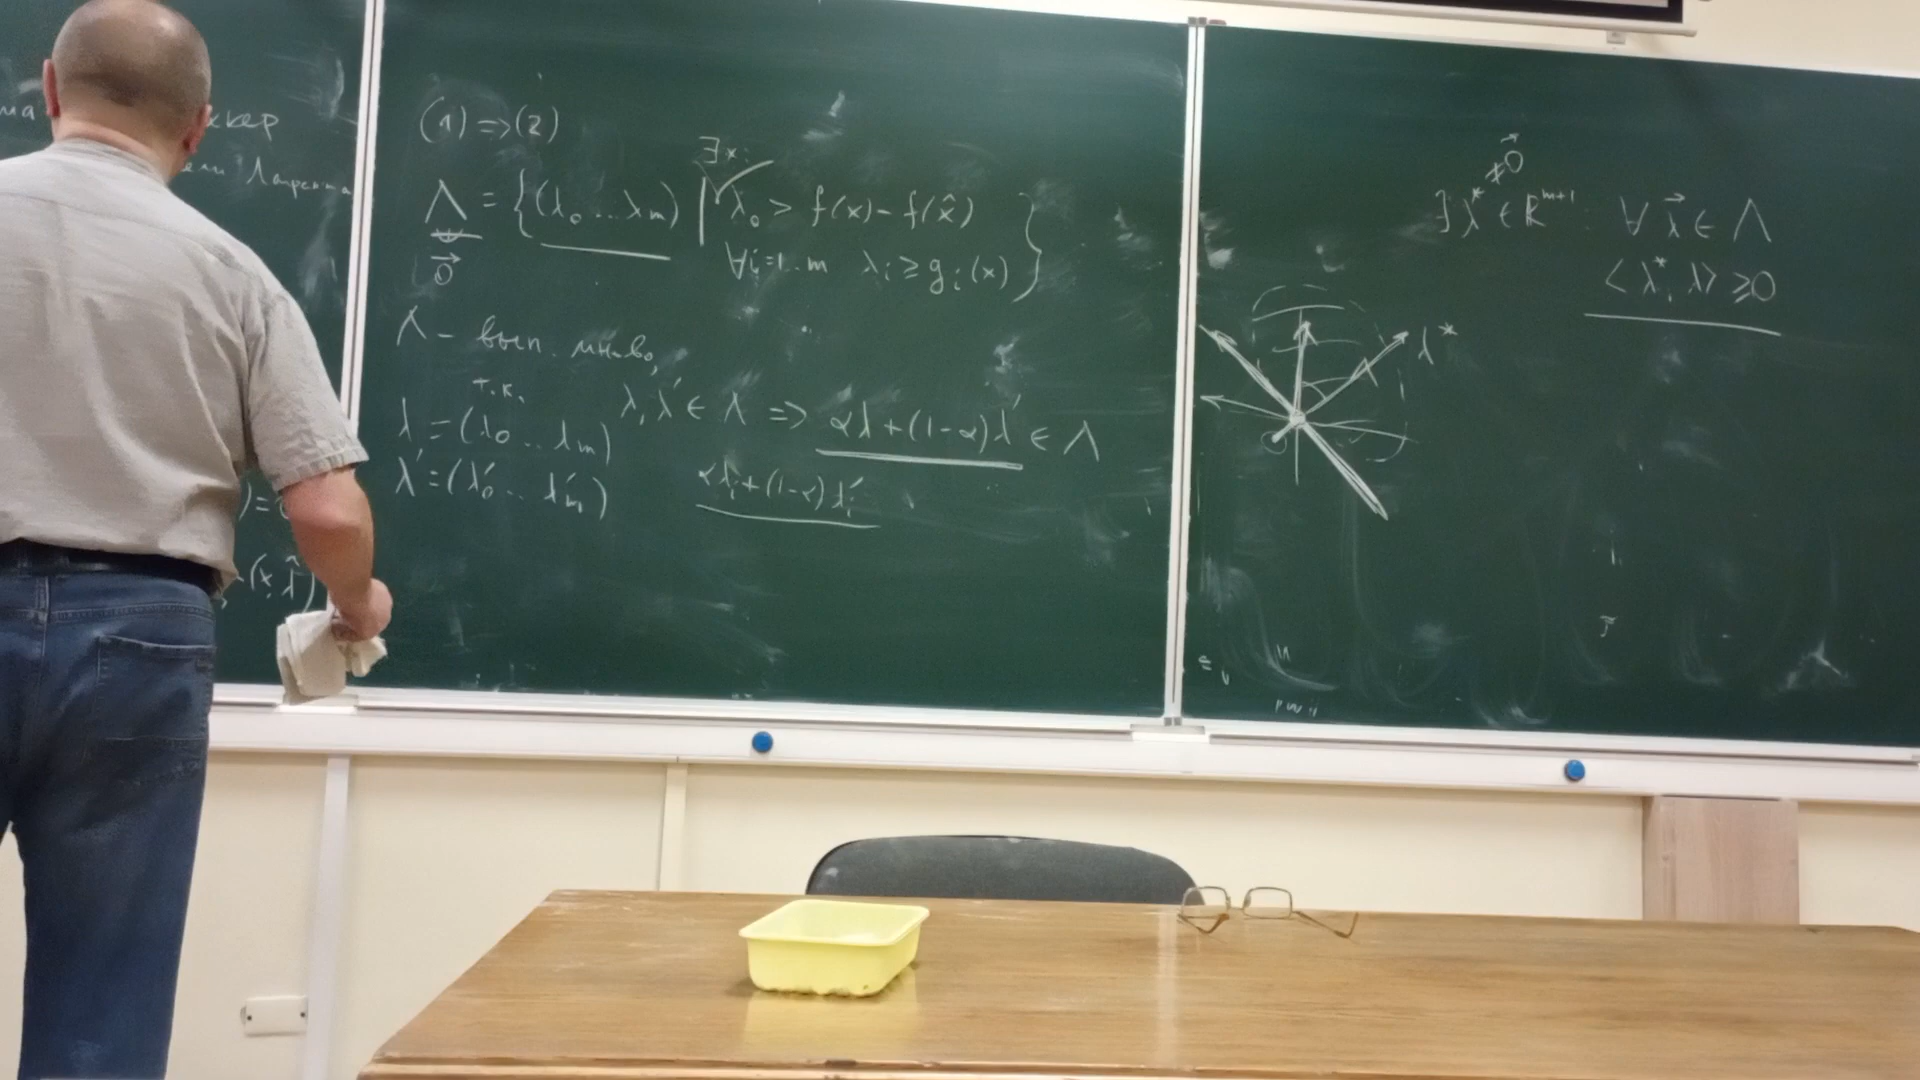 (1) => (2)
∃x:
Λ = {(λ₀...λₘ) | λ₀ > f(x) - f(x̂)
∀i=1..m λᵢ ≥ gᵢ(x)}
0⃗
Λ - вып. мн-во,
т.к.
λ, λ' ∈ Λ => αλ+(1-α)λ' ∈ Λ
λ = (λ₀...λₘ)
λ' = (λ'₀...λ'ₘ)
αλᵢ+(1-α)λ'ᵢ
≠0⃗
∃λ* ∈ ℝᵐ⁺¹: ∀λ⃗ ∈ Λ
<λ*, λ> ≥ 0
λ*
(x, λ̂)